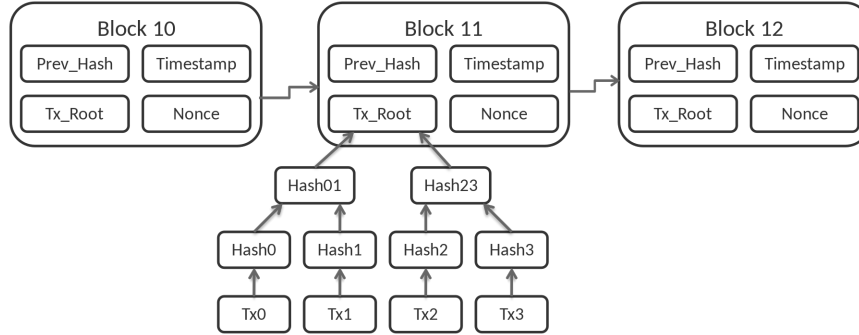 Block 10 Block 11 Block 12
Prev_Hash Timestamp Prev_Hash Timestamp Prev_Hash Timestamp
Tx_Root Nonce Tx_Root Nonce Tx_Root Nonce
Hash01 Hash23
Hash0 Hash1 Hash2 Hash3
Tx0 Tx1 Tx2 Tx3